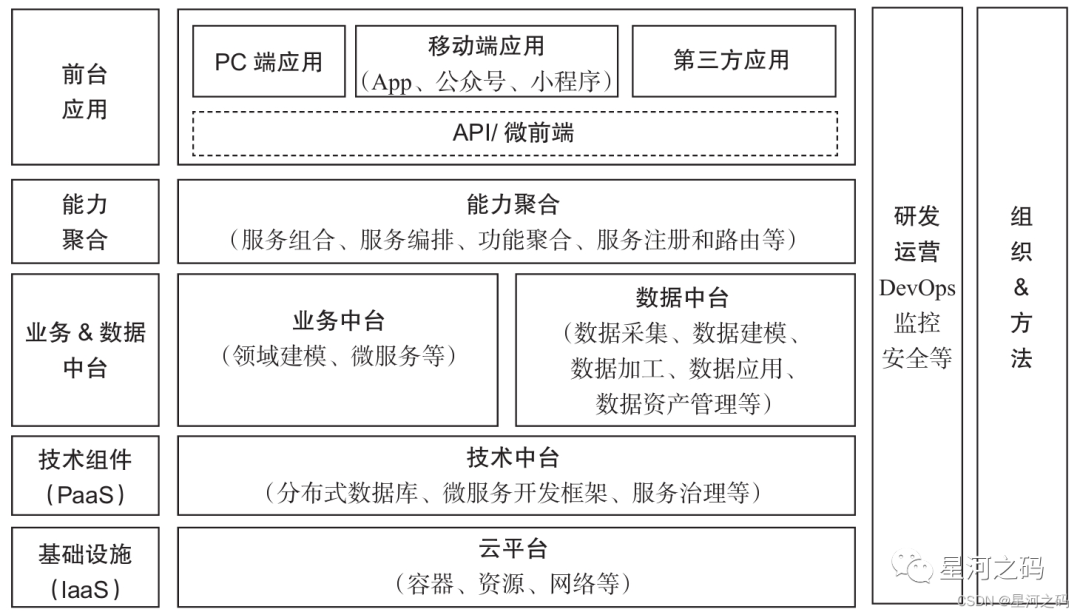 前台
应用
PC 端应用
移动端应用
（App、公众号、小程序）
第三方应用
API/ 微前端
能力
聚合
能力聚合
（服务组合、服务编排、功能聚合、服务注册和路由等）
业务 & 数据
中台
业务中台
（领域建模、微服务等）
数据中台
（数据采集、数据建模、
数据加工、数据应用、
数据资产管理等）
技术组件
（PaaS）
技术中台
（分布式数据库、微服务开发框架、服务治理等）
基础设施
（IaaS）
云平台
（容器、资源、网络等）
研发
运营
DevOps
监控
安全等
组
织
&
方
法
星河之码
CSDN @星河之码